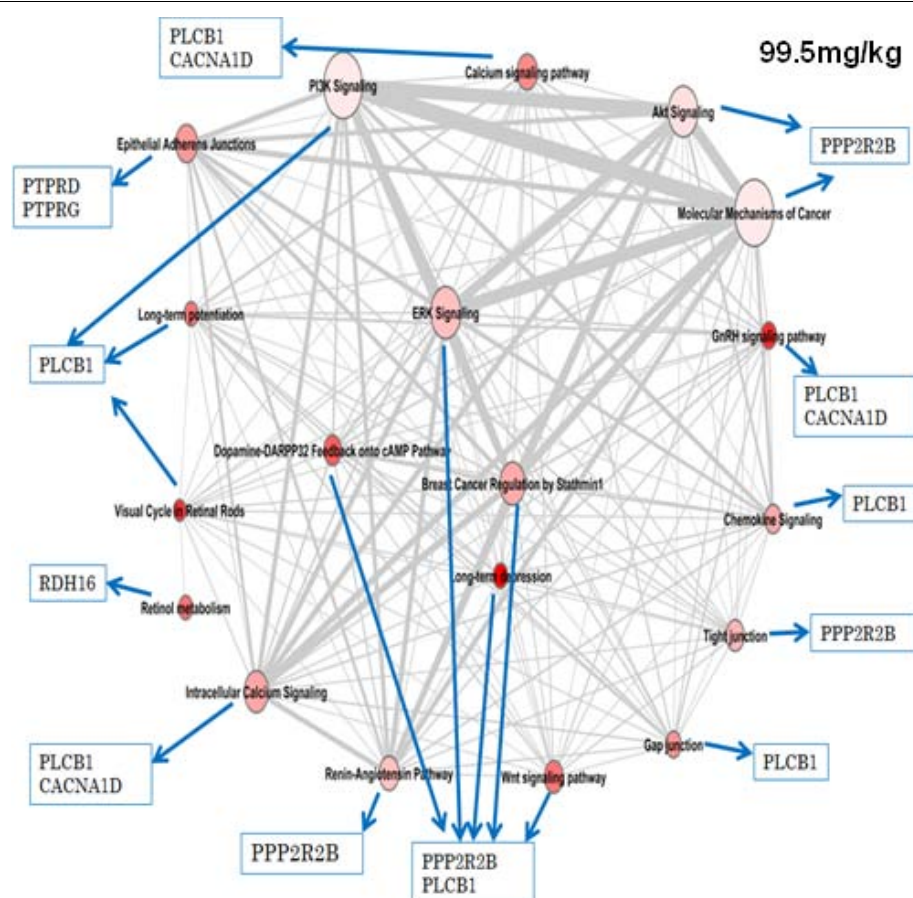 PLCB1
CACNA1D
99.5mg/kg
Calcium signaling pathway
PI3K Signaling
Akt Signaling
PPP2R2B
Epithelial Adherens Junctions
PTPRD
PTPRG
Molecular Mechanisms of Cancer
Long-term potentiation
ERK Signaling
GnRH signaling pathway
PLCB1
PLCB1
CACNA1D
Dopamine-DARPP32 Feedback onto cAMP Pathway
Breast Cancer Regulation by Stathmin1
Visual Cycle in Retinal Rods
Chemokine Signaling
PLCB1
Long-term depression
RDH16
Retinol metabolism
Tight junction
PPP2R2B
Intracellular Calcium Signaling
Gap junction
PLCB1
PLCB1
CACNA1D
Renin-Angiotensin Pathway
Wnt signaling pathway
PPP2R2B
PPP2R2B
PLCB1